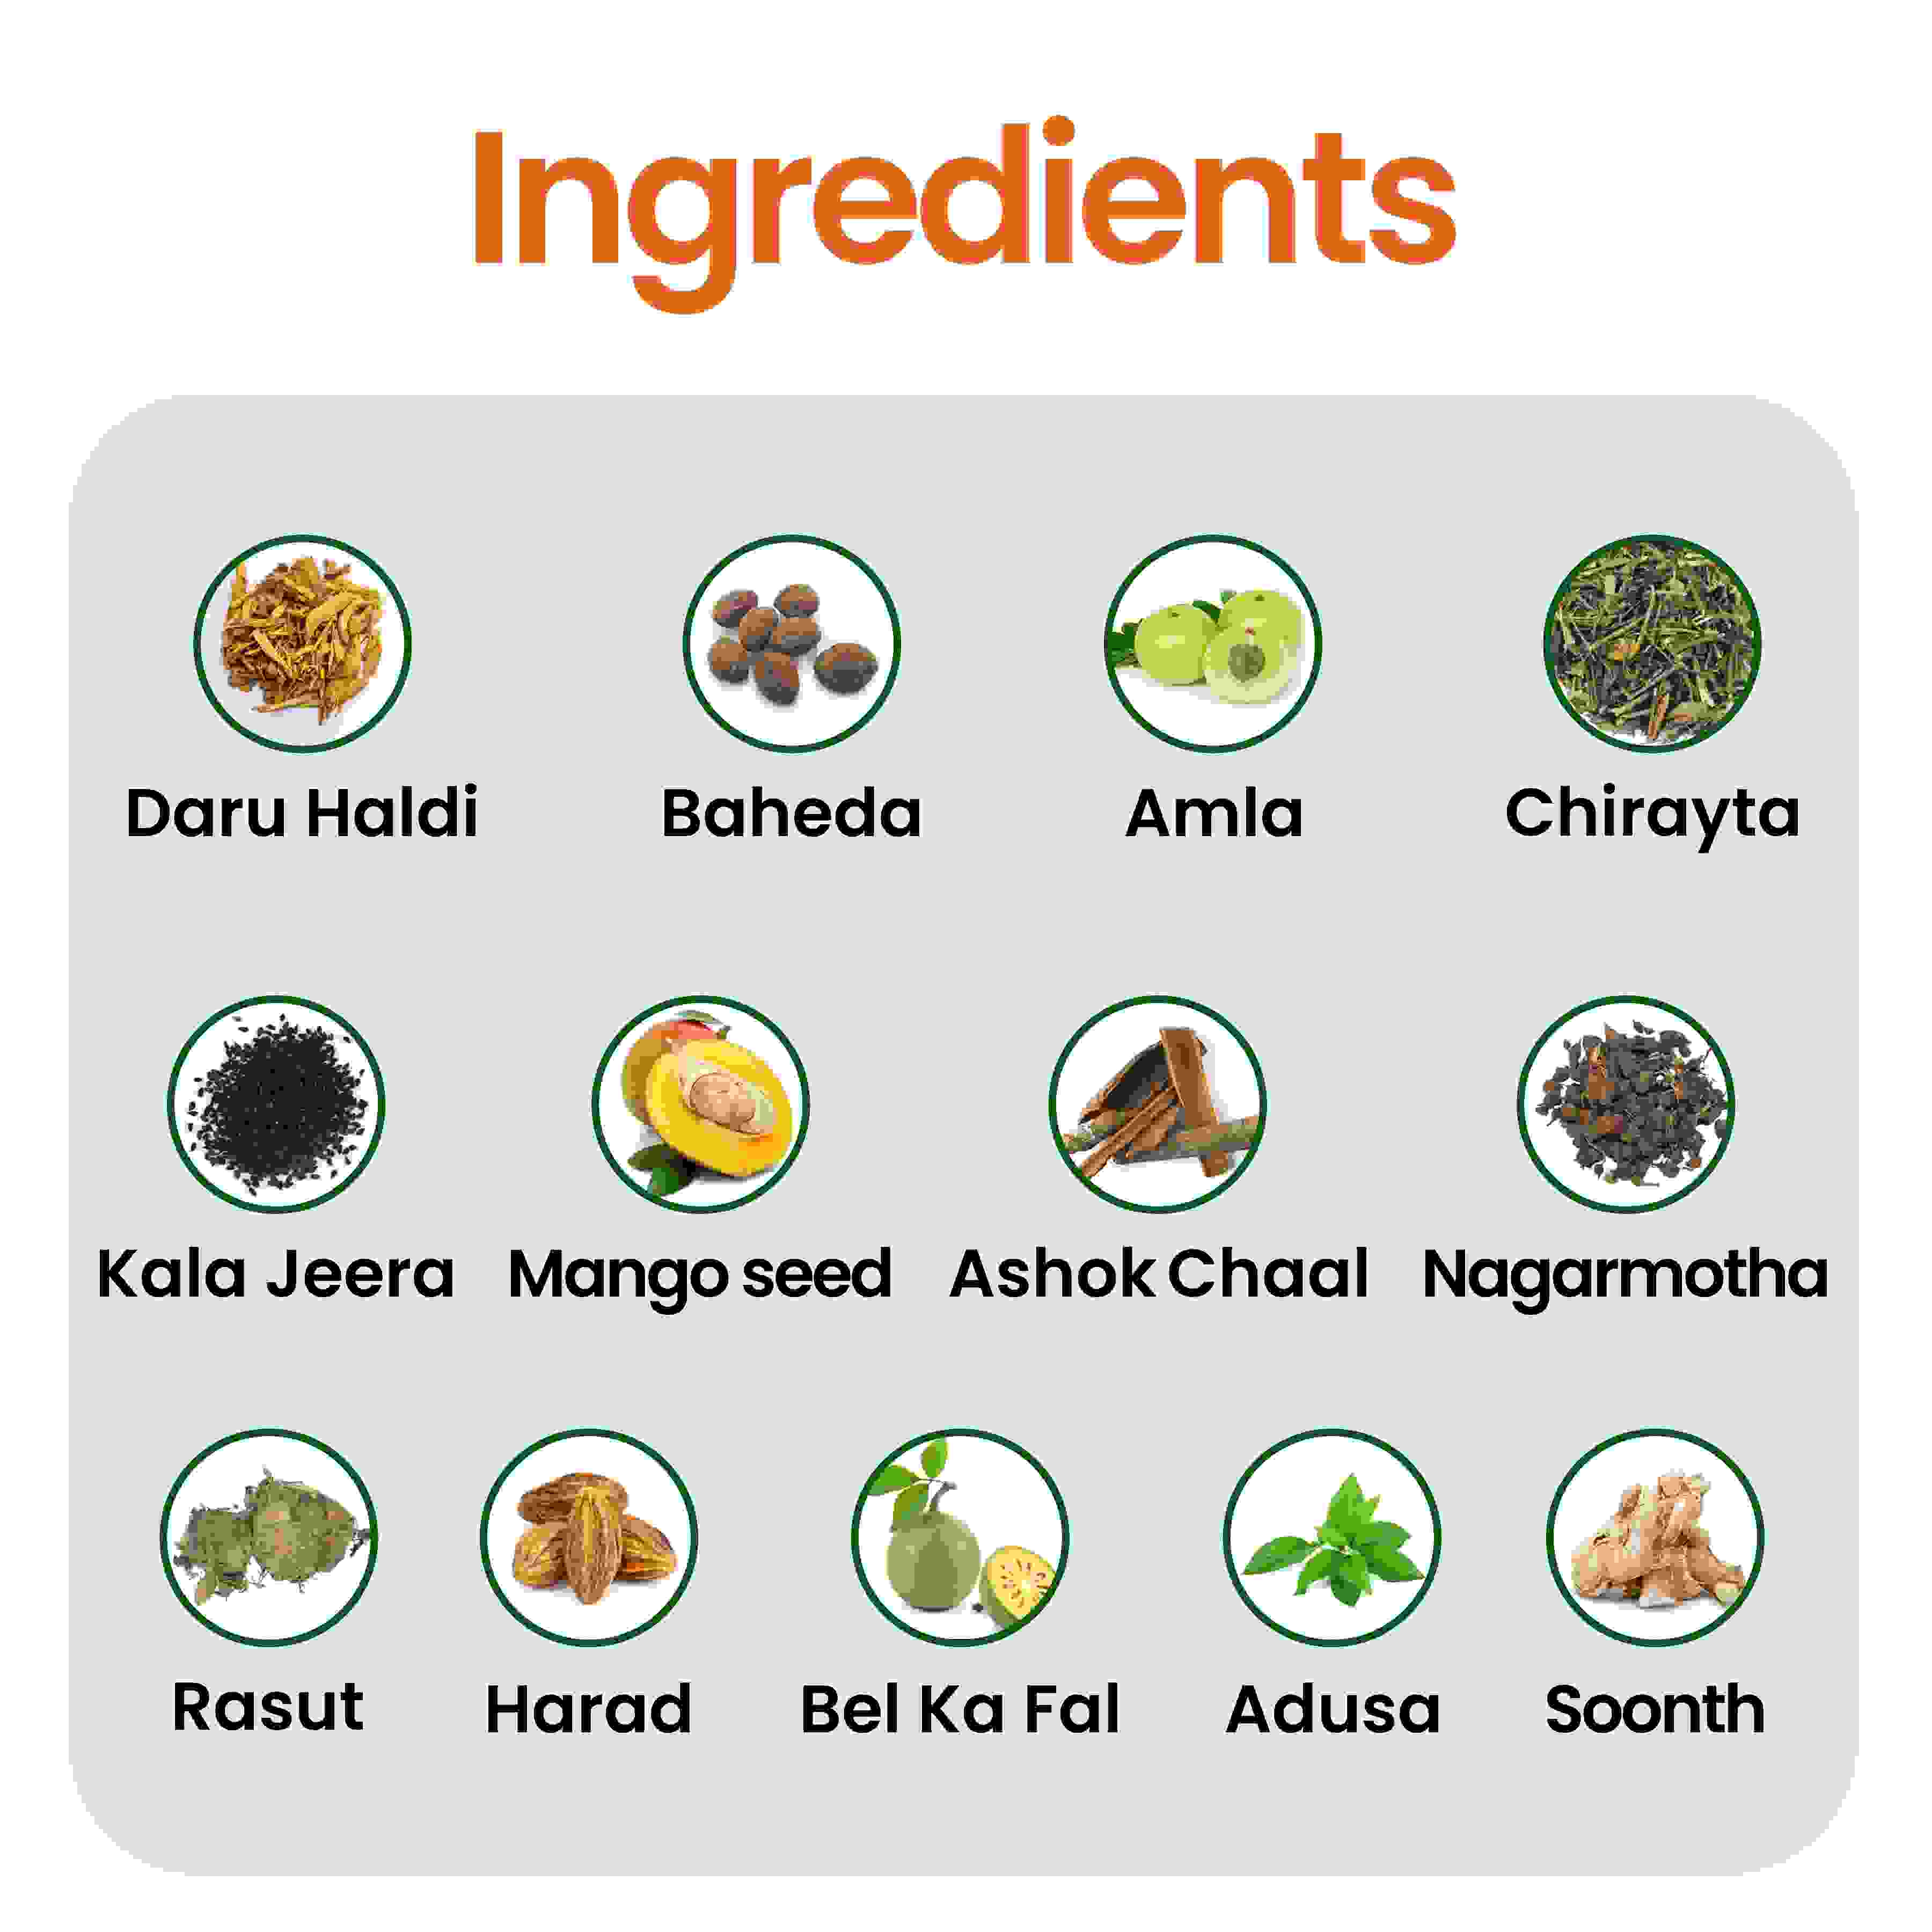 Ingredients
Daru Haldi
Baheda
Amla
Chirayta
Kala Jeera
Mango seed
Ashok Chaal
Nagarmotha
Rasut
Harad
Bel Ka Fal
Adusa
Soonth